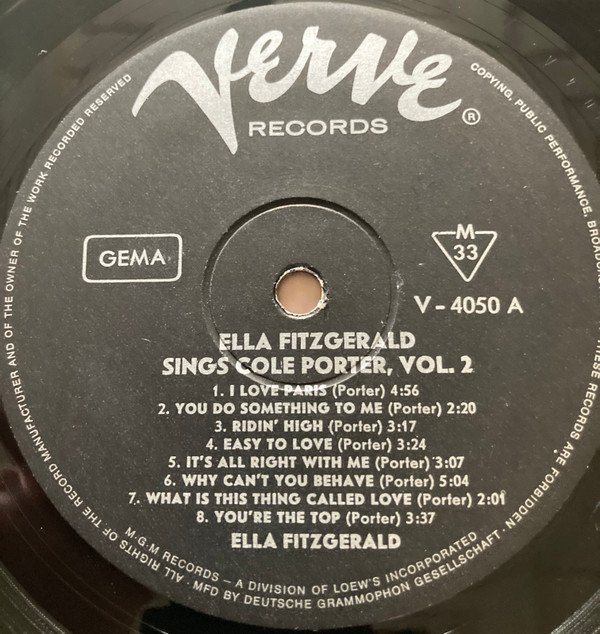 Verve
RECORDS
®
GEMA
M
33
V - 4050 A
ELLA FITZGERALD
SINGS COLE PORTER, VOL. 2
1. I LOVE PARIS (Porter) 4:56
2. YOU DO SOMETHING TO ME (Porter) 2:20
3. RIDIN' HIGH (Porter) 3:17
4. EASY TO LOVE (Porter) 3:24
5. IT'S ALL RIGHT WITH ME (Porter) 3:07
6. WHY CAN'T YOU BEHAVE (Porter) 5:04
7. WHAT IS THIS THING CALLED LOVE (Porter) 2:01
8. YOU'RE THE TOP (Porter) 3:37
ELLA FITZGERALD
M·G·M RECORDS – A DIVISION OF LOEW'S INCORPORATED
ALL RIGHTS OF THE RECORD MANUFACTURER AND OF THE OWNER OF THE WORK RECORDED RESERVED
COPYING, PUBLIC PERFORMANCE, THESE RECORDS ARE FORBIDDEN · MFD BY DEUTSCHE GRAMMOPHON GESELLSCHAFT ·